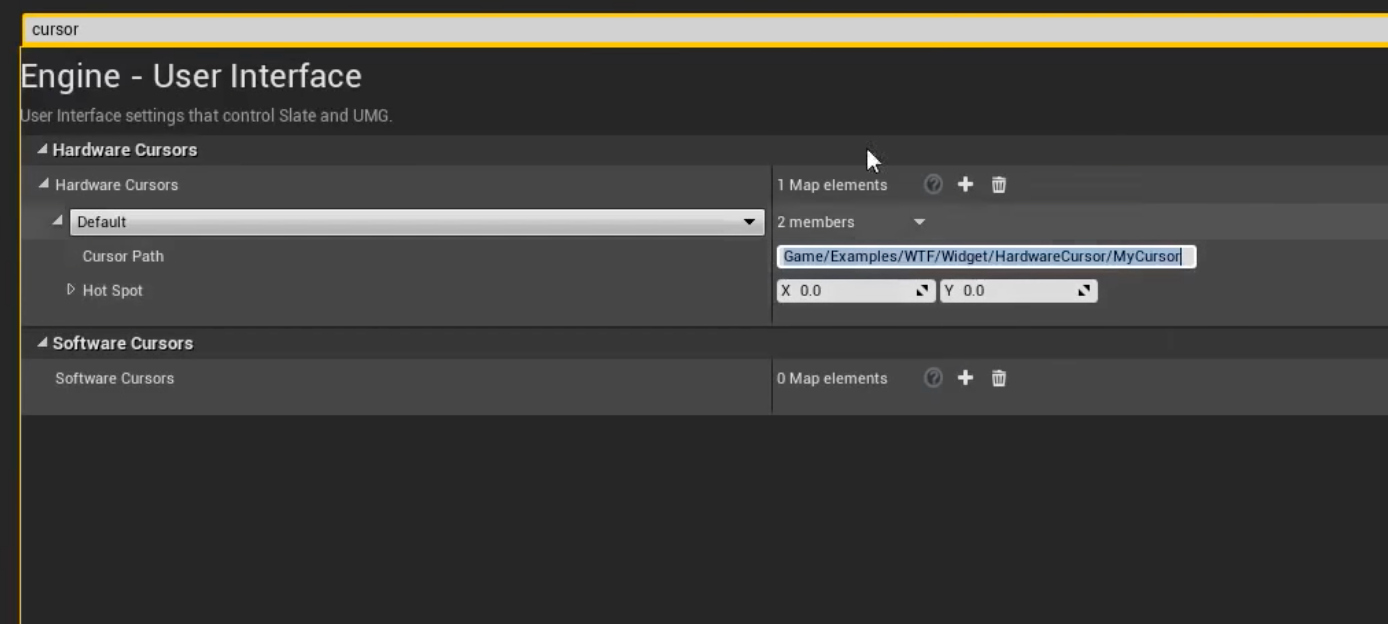 cursor
Engine - User Interface
User Interface settings that control Slate and UMG.
Hardware Cursors
Hardware Cursors 1 Map elements
Default 2 members
Cursor Path Game/Examples/WTF/Widget/HardwareCursor/MyCursor
Hot Spot X 0.0 Y 0.0
Software Cursors
Software Cursors 0 Map elements